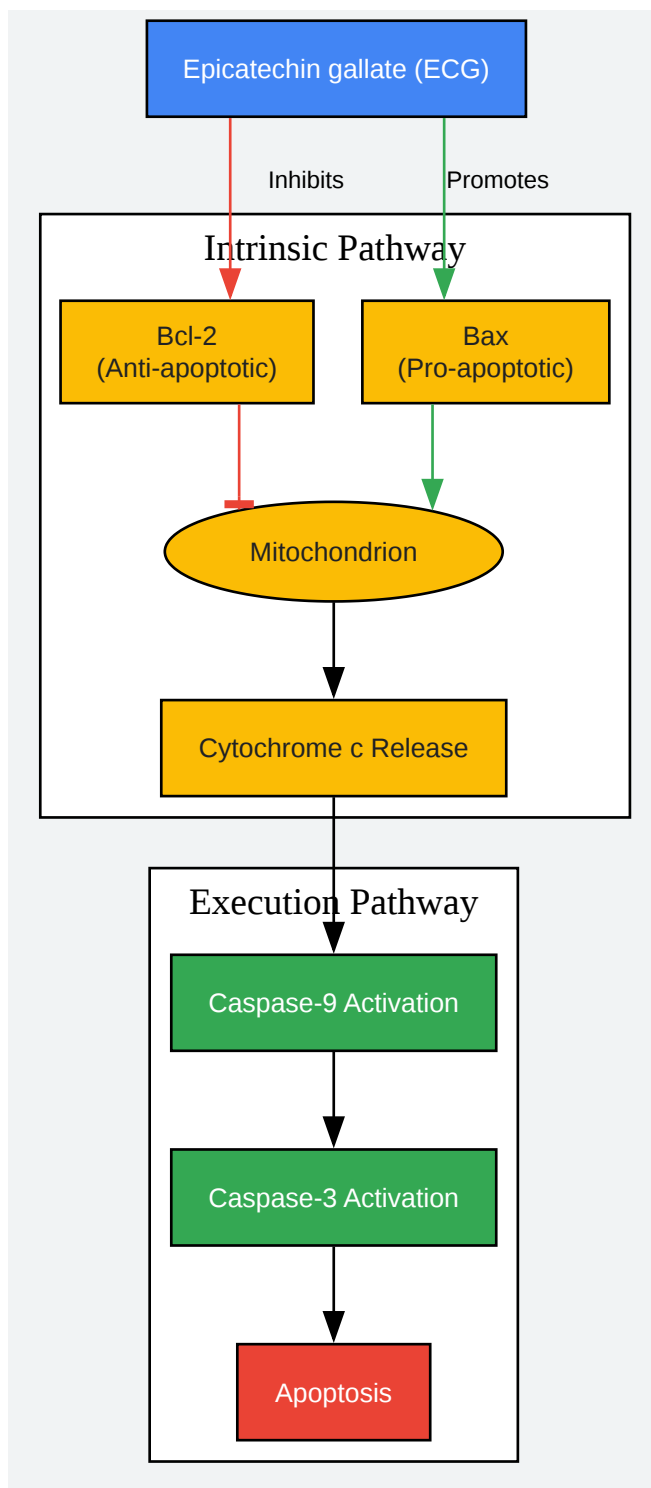 Epicatechin gallate (ECG)
Inhibits
Promotes
Intrinsic Pathway
Bcl-2
(Anti-apoptotic)
Bax
(Pro-apoptotic)
Mitochondrion
Cytochrome c Release
Execution Pathway
Caspase-9 Activation
Caspase-3 Activation
Apoptosis